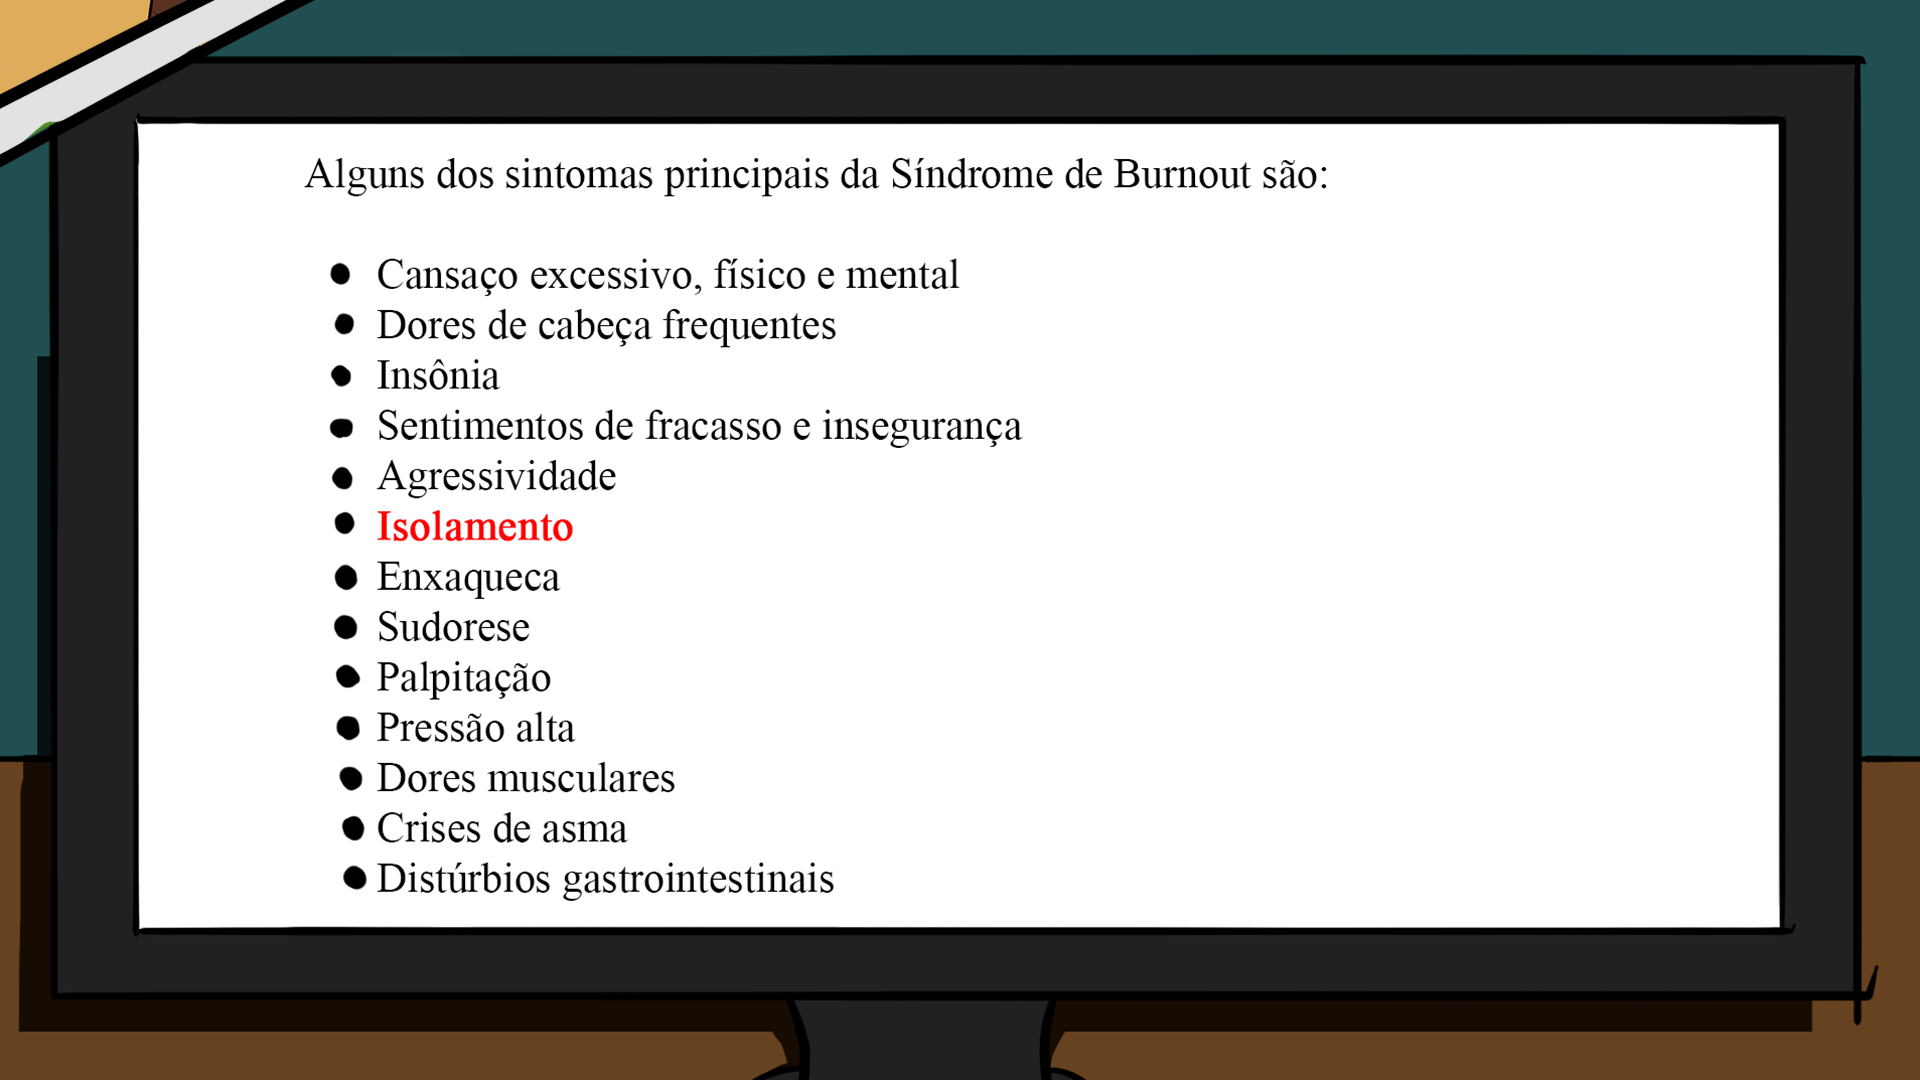 Alguns dos sintomas principais da Síndrome de Burnout são:
● Cansaço excessivo, físico e mental
● Dores de cabeça frequentes
● Insônia
● Sentimentos de fracasso e insegurança
● Agressividade
● Isolamento
● Enxaqueca
● Sudorese
● Palpitação
● Pressão alta
● Dores musculares
● Crises de asma
● Distúrbios gastrointestinais